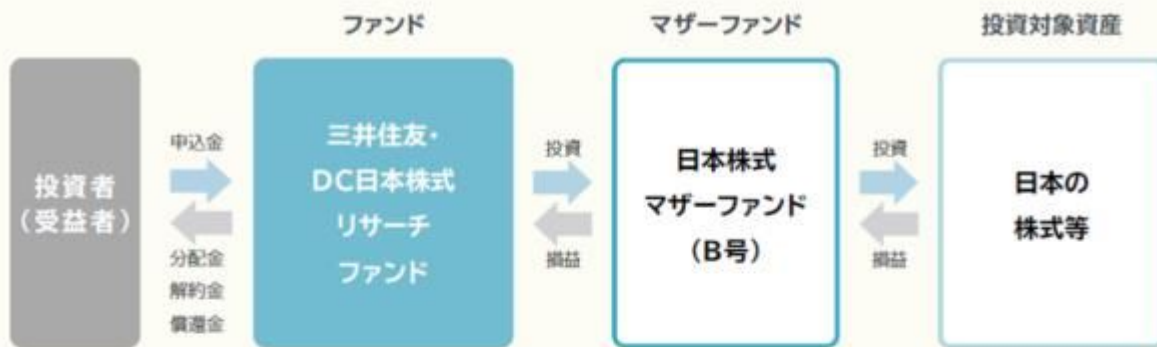 ファンド
マザーファンド
投資対象資産
投資者
（受益者）
申込金
分配金
解約金
償還金
三井住友・
DC日本株式
リサーチ
ファンド
投資
損益
日本株式
マザーファンド
（B号）
投資
損益
日本の
株式等